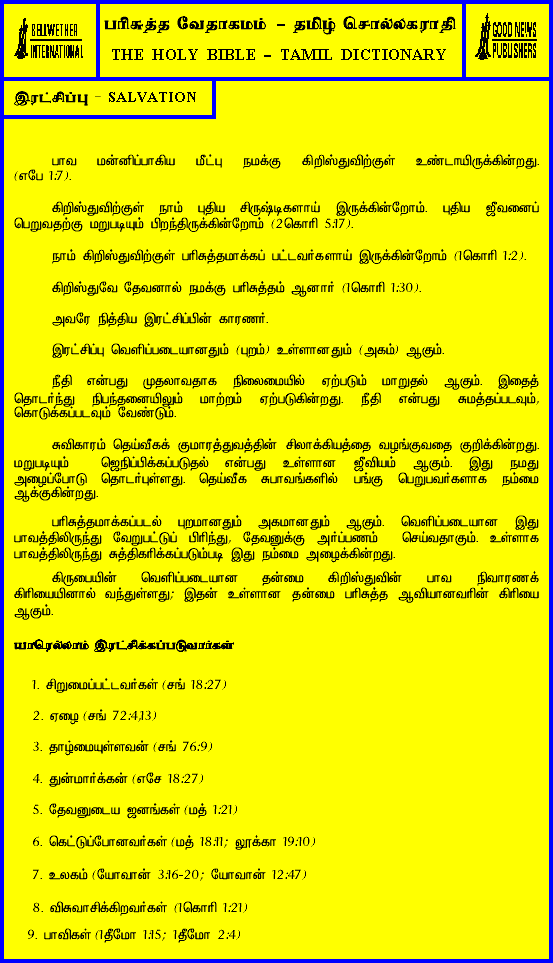 BELLWETHER
INTERNATIONAL
பரிசுத்த வேதாகமம் – தமிழ் சொல்லகராதி
THE HOLY BIBLE – TAMIL DICTIONARY
GOOD NEWS
PUBLISHERS
இரட்சிப்பு – SALVATION
பாவ மன்னிப்பாகிய மீட்பு நமக்கு கிறிஸ்துவிற்குள் உண்டாயிருக்கின்றது.
(எபே 1:7).
கிறிஸ்துவிற்குள் நாம் புதிய சிருஷ்டிகளாய் இருக்கின்றோம். புதிய ஜீவனைப்
பெறுவதற்கு மறுபடியும் பிறந்திருக்கின்றோம் (2கொரி 5:17).
நாம் கிறிஸ்துவிற்குள் பரிசுத்தமாக்கப் பட்டவர்களாய் இருக்கின்றோம் (1கொரி 1:2).
கிறிஸ்துவே தேவனால் நமக்கு பரிசுத்தம் ஆனார் (1கொரி 1:30).
அவரே நித்திய இரட்சிப்பின் காரணர்.
இரட்சிப்பு வெளிப்படையானதும் (புறம்) உள்ளானதும் (அகம்) ஆகும்.
நீதி என்பது முதலாவதாக நிலைமையில் ஏற்படும் மாறுதல் ஆகும். இதைத்
தொடர்ந்து நிபந்தனையிலும் மாற்றம் ஏற்படுகின்றது. நீதி என்பது சுமத்தப்படவும்,
கொடுக்கப்படவும் வேண்டும்.
சுவிகாரம் தெய்வீகக் குமாரத்துவத்தின் சிலாக்கியத்தை வழங்குவதை குறிக்கின்றது.
மறுபடியும் ஜெநிப்பிக்கப்படுதல் என்பது உள்ளான ஜீவியம் ஆகும். இது நமது
அழைப்போடு தொடர்புள்ளது. தெய்வீக சுபாவங்களில் பங்கு பெறுபவர்களாக நம்மை
ஆக்குகின்றது.
பரிசுத்தமாக்கப்படல் புறமானதும் அகமானதும் ஆகும். வெளிப்படையான இது
பாவத்திலிருந்து வேறுபட்டுப் பிரிந்து, தேவனுக்கு அர்ப்பணம் செய்வதாகும். உள்ளாக
பாவத்திலிருந்து சுத்திகரிக்கப்படும்படி இது நம்மை அழைக்கின்றது.
கிருபையின் வெளிப்படையான தன்மை கிறிஸ்துவின் பாவ நிவாரணக்
கிரியையினால் வந்துள்ளது; இதன் உள்ளான தன்மை பரிசுத்த ஆவியானவரின் கிரியை
ஆகும்.
யாரெல்லாம் இரட்சிக்கப்படுவார்கள்
1. சிறுமைப்பட்டவர்கள் (சங் 18:27)
2. ஏழை (சங் 72:4,13)
3. தாழ்மையுள்ளவன் (சங் 76:9)
4. துன்மார்க்கன் (எசே 18:27)
5. தேவனுடைய ஜனங்கள் (மத் 1:21)
6. கெட்டுப்போனவர்கள் (மத் 18:11; லூக்கா 19:10)
7. உலகம் (யோவான் 3:16-20; யோவான் 12:47)
8. விசுவாசிக்கிறவர்கள் (1கொரி 1:21)
9. பாவிகள் (1தீமோ 1:15; 1தீமோ 2:4)